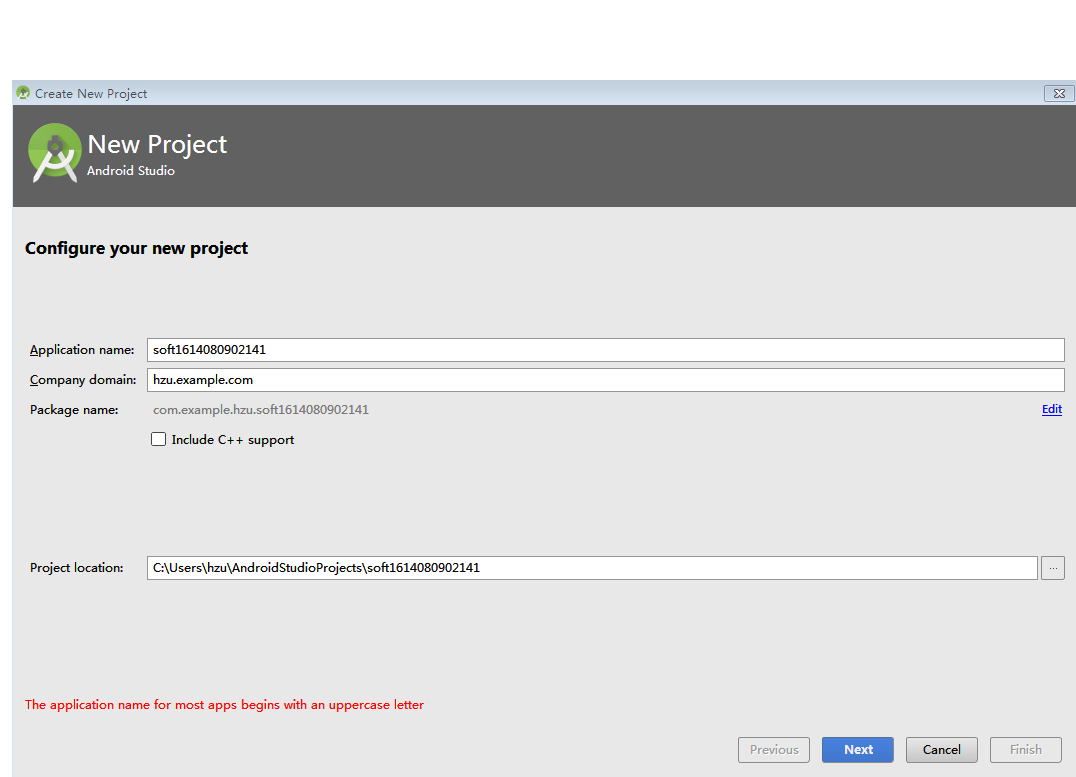 Create New Project
New Project
Android Studio
Configure your new project
Application name: soft1614080902141
Company domain: hzu.example.com
Package name: com.example.hzu.soft1614080902141 Edit
Include C++ support
Project location: C:\Users\hzu\AndroidStudioProjects\soft1614080902141 ...
The application name for most apps begins with an uppercase letter
Previous Next Cancel Finish